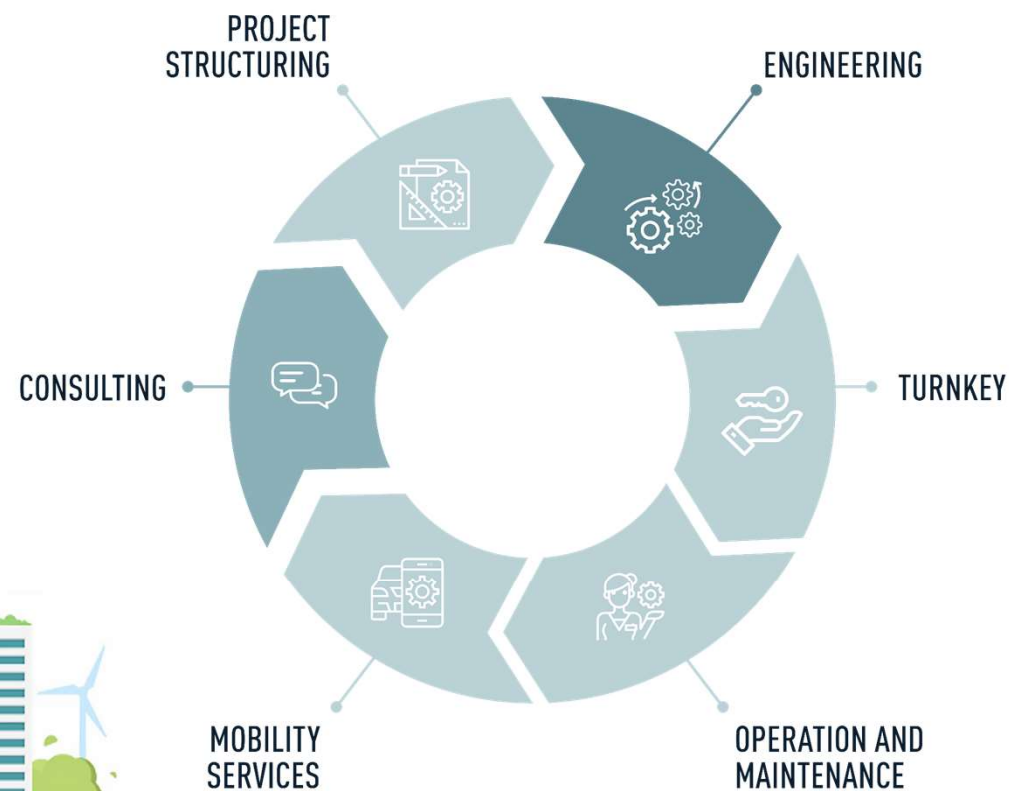 PROJECT
STRUCTURING
ENGINEERING
CONSULTING
TURNKEY
MOBILITY
SERVICES
OPERATION AND
MAINTENANCE